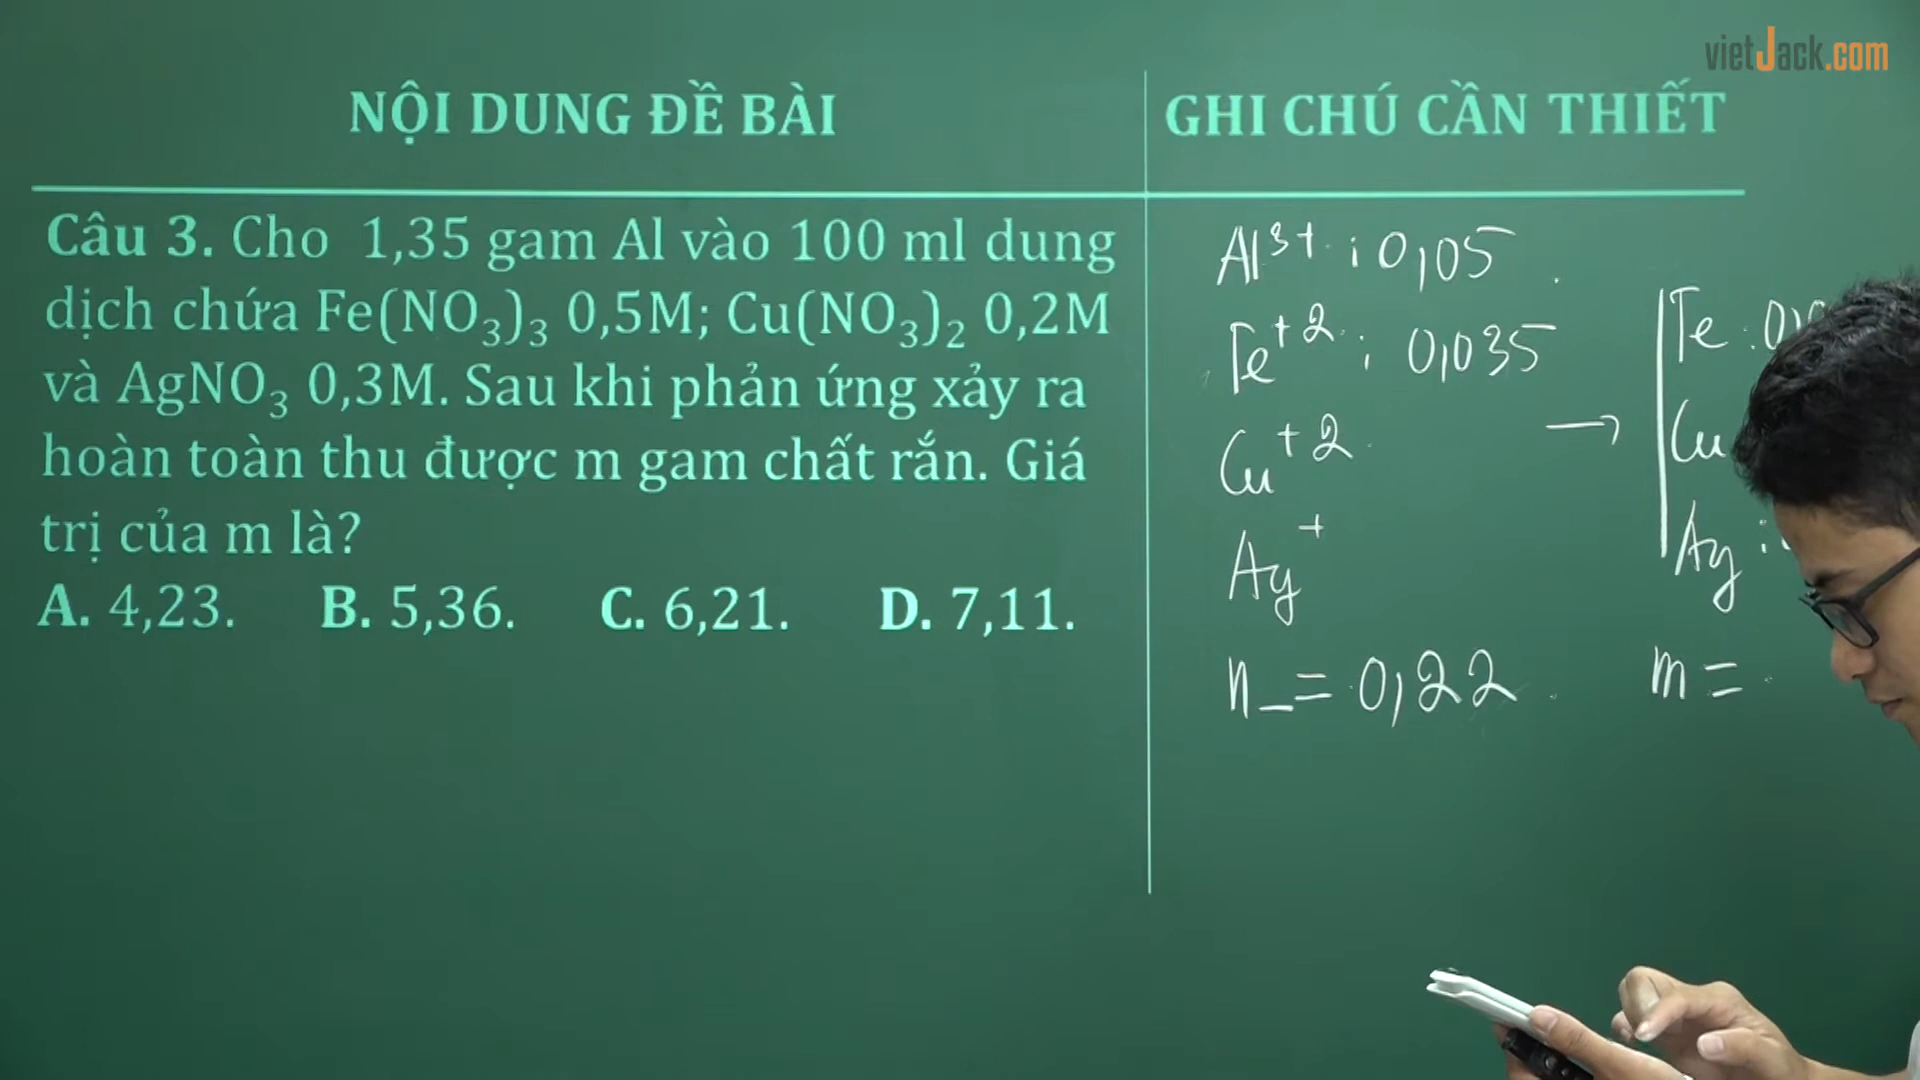 vietJack.com
NỘI DUNG ĐỀ BÀI
GHI CHÚ CẦN THIẾT
Câu 3. Cho 1,35 gam Al vào 100 ml dung
dịch chứa Fe(NO₃)₃ 0,5M; Cu(NO₃)₂ 0,2M
và AgNO₃ 0,3M. Sau khi phản ứng xảy ra
hoàn toàn thu được m gam chất rắn. Giá
trị của m là?
A. 4,23. B. 5,36. C. 6,21. D. 7,11.
Al³⁺ : 0,05
Fe⁺² : 0,035
Cu⁺²
Ag⁺
n₋ = 0,22
→
Fe : 0,0
Cu
Ag :
m =